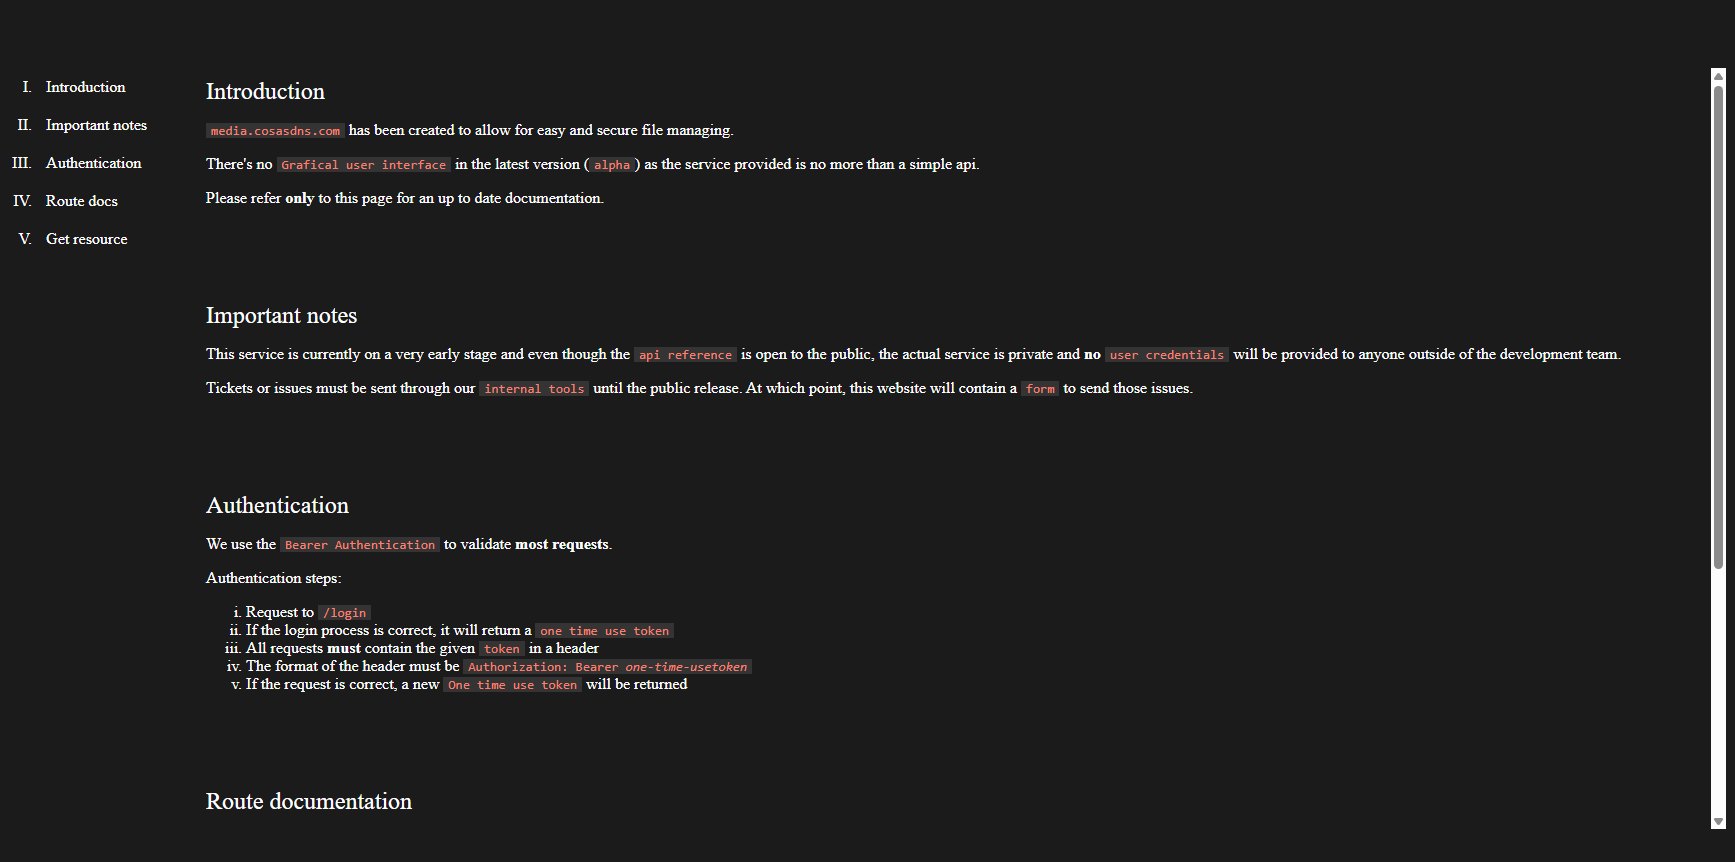 I. Introduction
II. Important notes
III. Authentication
IV. Route docs
V. Get resource
Introduction
media.cosasdns.com has been created to allow for easy and secure file managing.
There's no Grafical user interface in the latest version (alpha) as the service provided is no more than a simple api.
Please refer only to this page for an up to date documentation.
Important notes
This service is currently on a very early stage and even though the api reference is open to the public, the actual service is private and no user credentials will be provided to anyone outside of the development team.
Tickets or issues must be sent through our internal tools until the public release. At which point, this website will contain a form to send those issues.
Authentication
We use the Bearer Authentication to validate most requests.
Authentication steps:
i. Request to /login
ii. If the login process is correct, it will return a one time use token
iii. All requests must contain the given token in a header
iv. The format of the header must be Authorization: Bearer one-time-usetoken
v. If the request is correct, a new One time use token will be returned
Route documentation